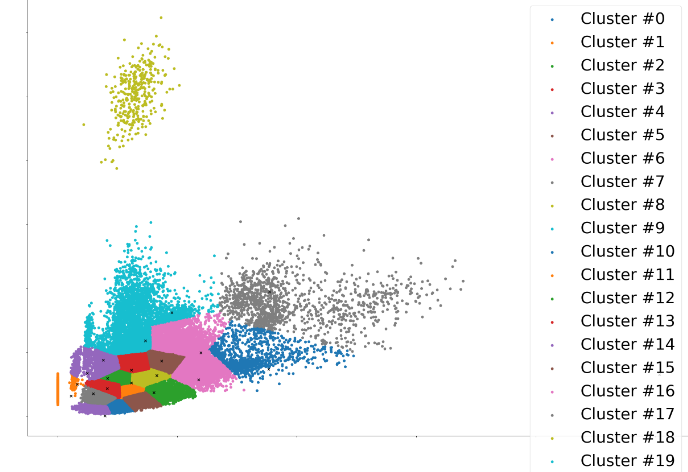 Cluster #0
Cluster #1
Cluster #2
Cluster #3
Cluster #4
Cluster #5
Cluster #6
Cluster #7
Cluster #8
Cluster #9
Cluster #10
Cluster #11
Cluster #12
Cluster #13
Cluster #14
Cluster #15
Cluster #16
Cluster #17
Cluster #18
Cluster #19